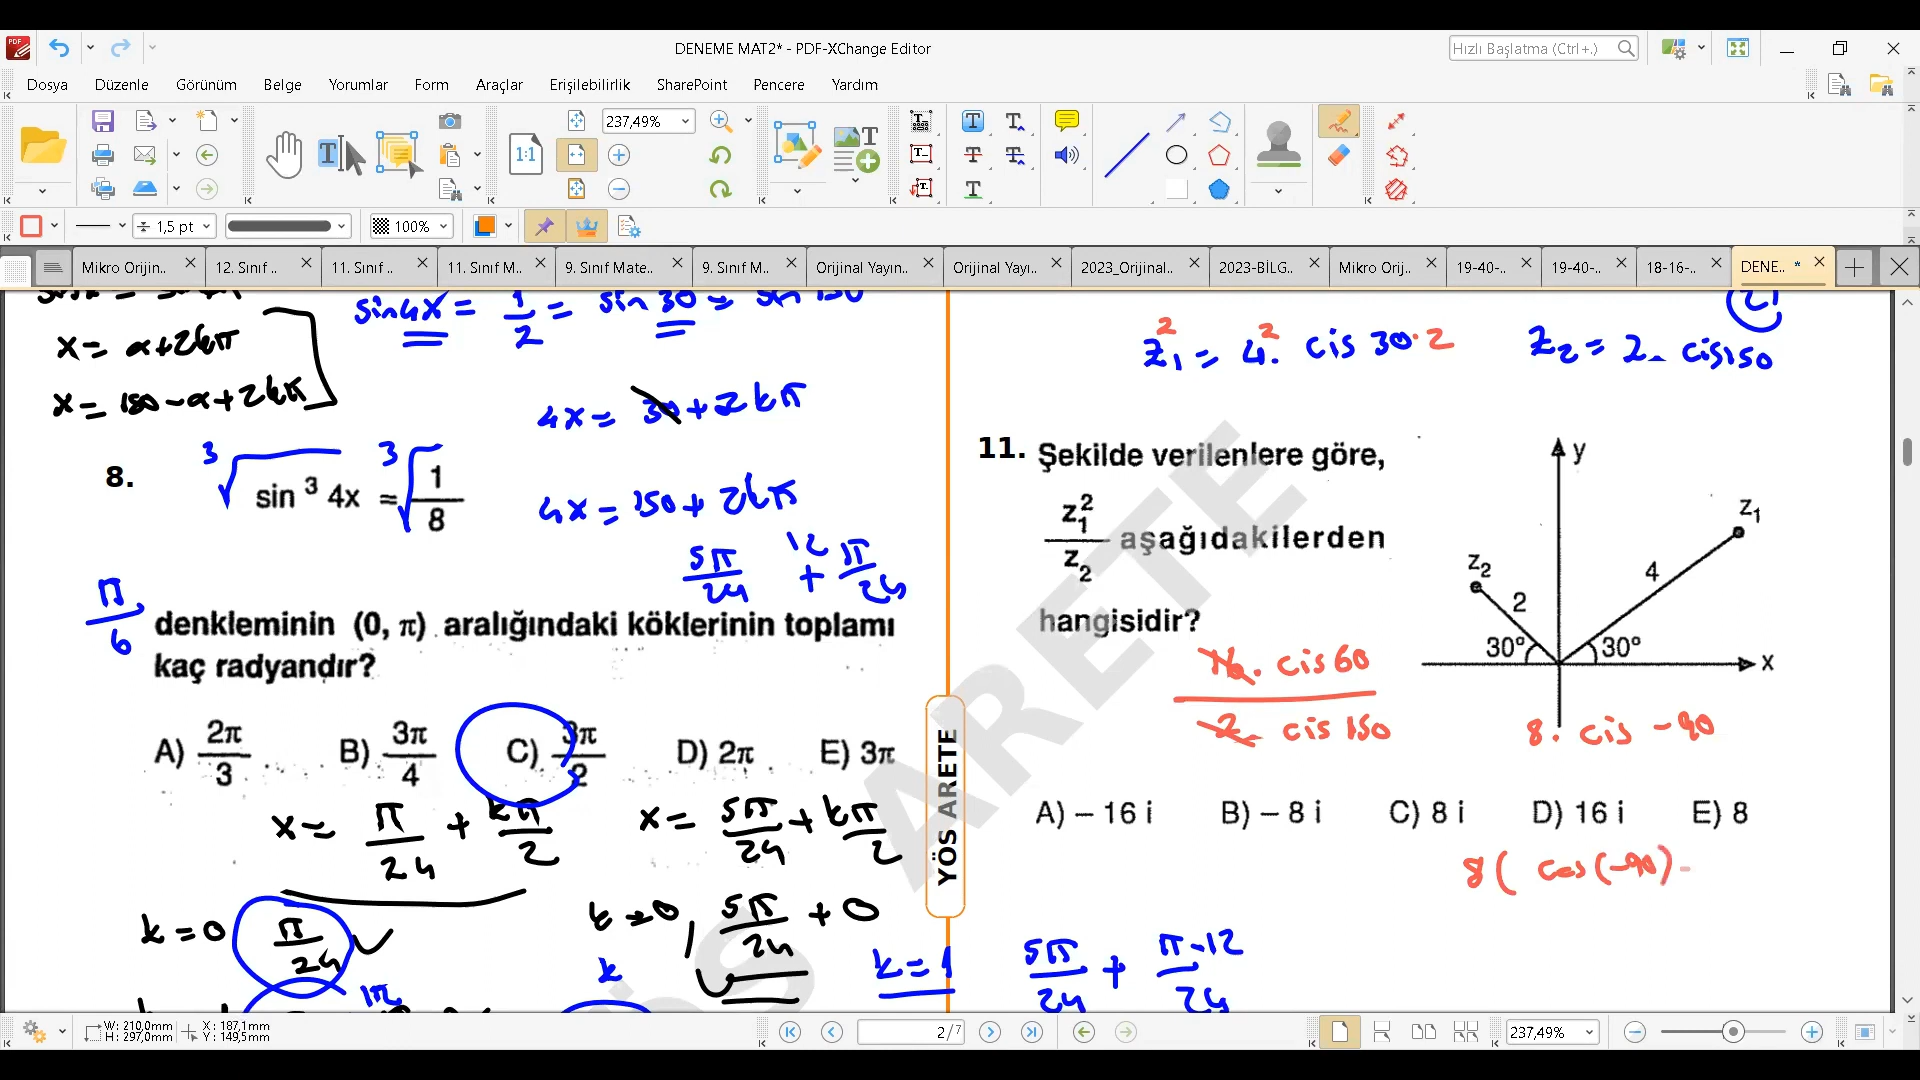 DENEME MAT2* - PDF-XChange Editor
Hızlı Başlatma (Ctrl+.)
Dosya Düzenle Görünüm Belge Yorumlar Form Araçlar Erişilebilirlik SharePoint Pencere Yardım
237,49%
1:1
1,5 pt
100%
Mikro Orijin.. 12. Sınıf .. 11. Sınıf .. 11. Sınıf M.. 9. Sınıf Mate.. 9. Sınıf M.. Orijinal Yayın.. Orijinal Yayı.. 2023_Orijinal.. 2023-BİLG.. Mikro Orij.. 19-40-.. 19-40-.. 18-16-.. DENE.. *
sin4x = 1/2 = sin 30 = sin 150
x = α+2kπ
x = 180-α+2kπ
4x = 30+2kπ
8. ³√sin³ 4x = ³√1/8
4x = 150+2kπ
5π/24 + 12 π/24
π/6
denkleminin (0, π) aralığındaki köklerinin toplamı
kaç radyandır?
A) 2π/3 B) 3π/4 C) 3π/2 D) 2π E) 3π
x = π/24 + kπ/2 x = 5π/24 + kπ/2
k=0 π/24
k=0, 5π/24 + 0
k=1 5π/24 + π·12/24
z₁² = 4². cis 30·2 z₂ = 2. cis150
11. Şekilde verilenlere göre,
z₁²/z₂ aşağıdakilerden
hangisidir?
y
z₁
4
z₂
2
30° 30°
x
16. cis 60
2 cis 150
8. cis -90
A) – 16 i B) – 8 i C) 8 i D) 16 i E) 8
8( cos(-90)
YÖS ARETE
ARETE
W: 210,0mm
H: 297,0mm
X: 187,1mm
Y: 149,5mm
2 / 7
237,49%